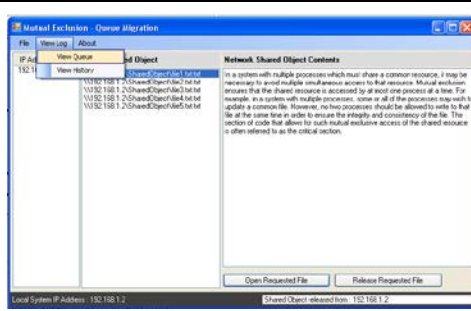 Mutual Exclusion - Queue Migration
File View Log About
View Queue
View History
IP Ad
ed Object
Network Shared Object Contents
192.16
\\192.168.1.2\SharedObject\file1.txt.txt
\\192.168.1.2\SharedObject\file2.txt.txt
\\192.168.1.2\SharedObject\file3.txt.txt
\\192.168.1.2\SharedObject\file4.txt.txt
\\192.168.1.2\SharedObject\file5.txt.txt
In a system with multiple processes which must share a common resource, it may be
necessary to avoid multiple simultaneous access to that resource. Mutual exclusion
ensures that the shared resource is accessed by at most one process at a time. For
example, in a system with multiple processes, some or all of the processes may wish to
update a common file. However, no two processes should be allowed to write to that
file at the same time in order to ensure the integrity and consistency of the file. The
section of code that allows for such mutual exclusive access of the shared resource
is often referred to as the critical section.
Open Requested File
Release Requested File
Local System IP Address : 192.168.1.2
Shared Object released from : 192.168.1.2